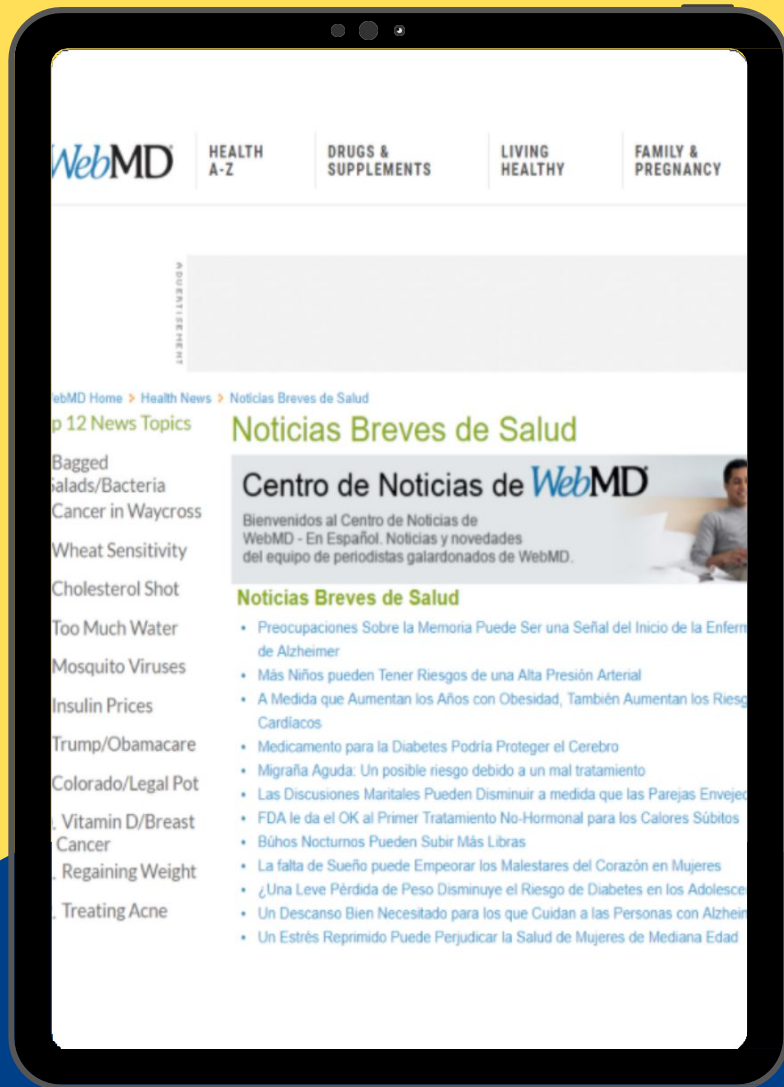 WebMD
HEALTH
A-Z
DRUGS &
SUPPLEMENTS
LIVING
HEALTHY
FAMILY &
PREGNANCY
ADVERTISEMENT
ebMD Home > Health News > Noticias Breves de Salud
p 12 News Topics
Bagged
Salads/Bacteria
Cancer in Waycross
Wheat Sensitivity
Cholesterol Shot
Too Much Water
Mosquito Viruses
Insulin Prices
Trump/Obamacare
Colorado/Legal Pot
. Vitamin D/Breast
Cancer
. Regaining Weight
. Treating Acne
Noticias Breves de Salud
Centro de Noticias de WebMD
Bienvenidos al Centro de Noticias de
WebMD - En Español. Noticias y novedades
del equipo de periodistas galardonados de WebMD.
Noticias Breves de Salud
• Preocupaciones Sobre la Memoria Puede Ser una Señal del Inicio de la Enferm
de Alzheimer
• Más Niños pueden Tener Riesgos de una Alta Presión Arterial
• A Medida que Aumentan los Años con Obesidad, También Aumentan los Riesg
Cardíacos
• Medicamento para la Diabetes Podría Proteger el Cerebro
• Migraña Aguda: Un posible riesgo debido a un mal tratamiento
• Las Discusiones Maritales Pueden Disminuir a medida que las Parejas Envejec
• FDA le da el OK al Primer Tratamiento No-Hormonal para los Calores Súbitos
• Búhos Nocturnos Pueden Subir Más Libras
• La falta de Sueño puede Empeorar los Malestares del Corazón en Mujeres
• ¿Una Leve Pérdida de Peso Disminuye el Riesgo de Diabetes en los Adolesce
• Un Descanso Bien Necesitado para los que Cuidan a las Personas con Alzhein
• Un Estrés Reprimido Puede Perjudicar la Salud de Mujeres de Mediana Edad